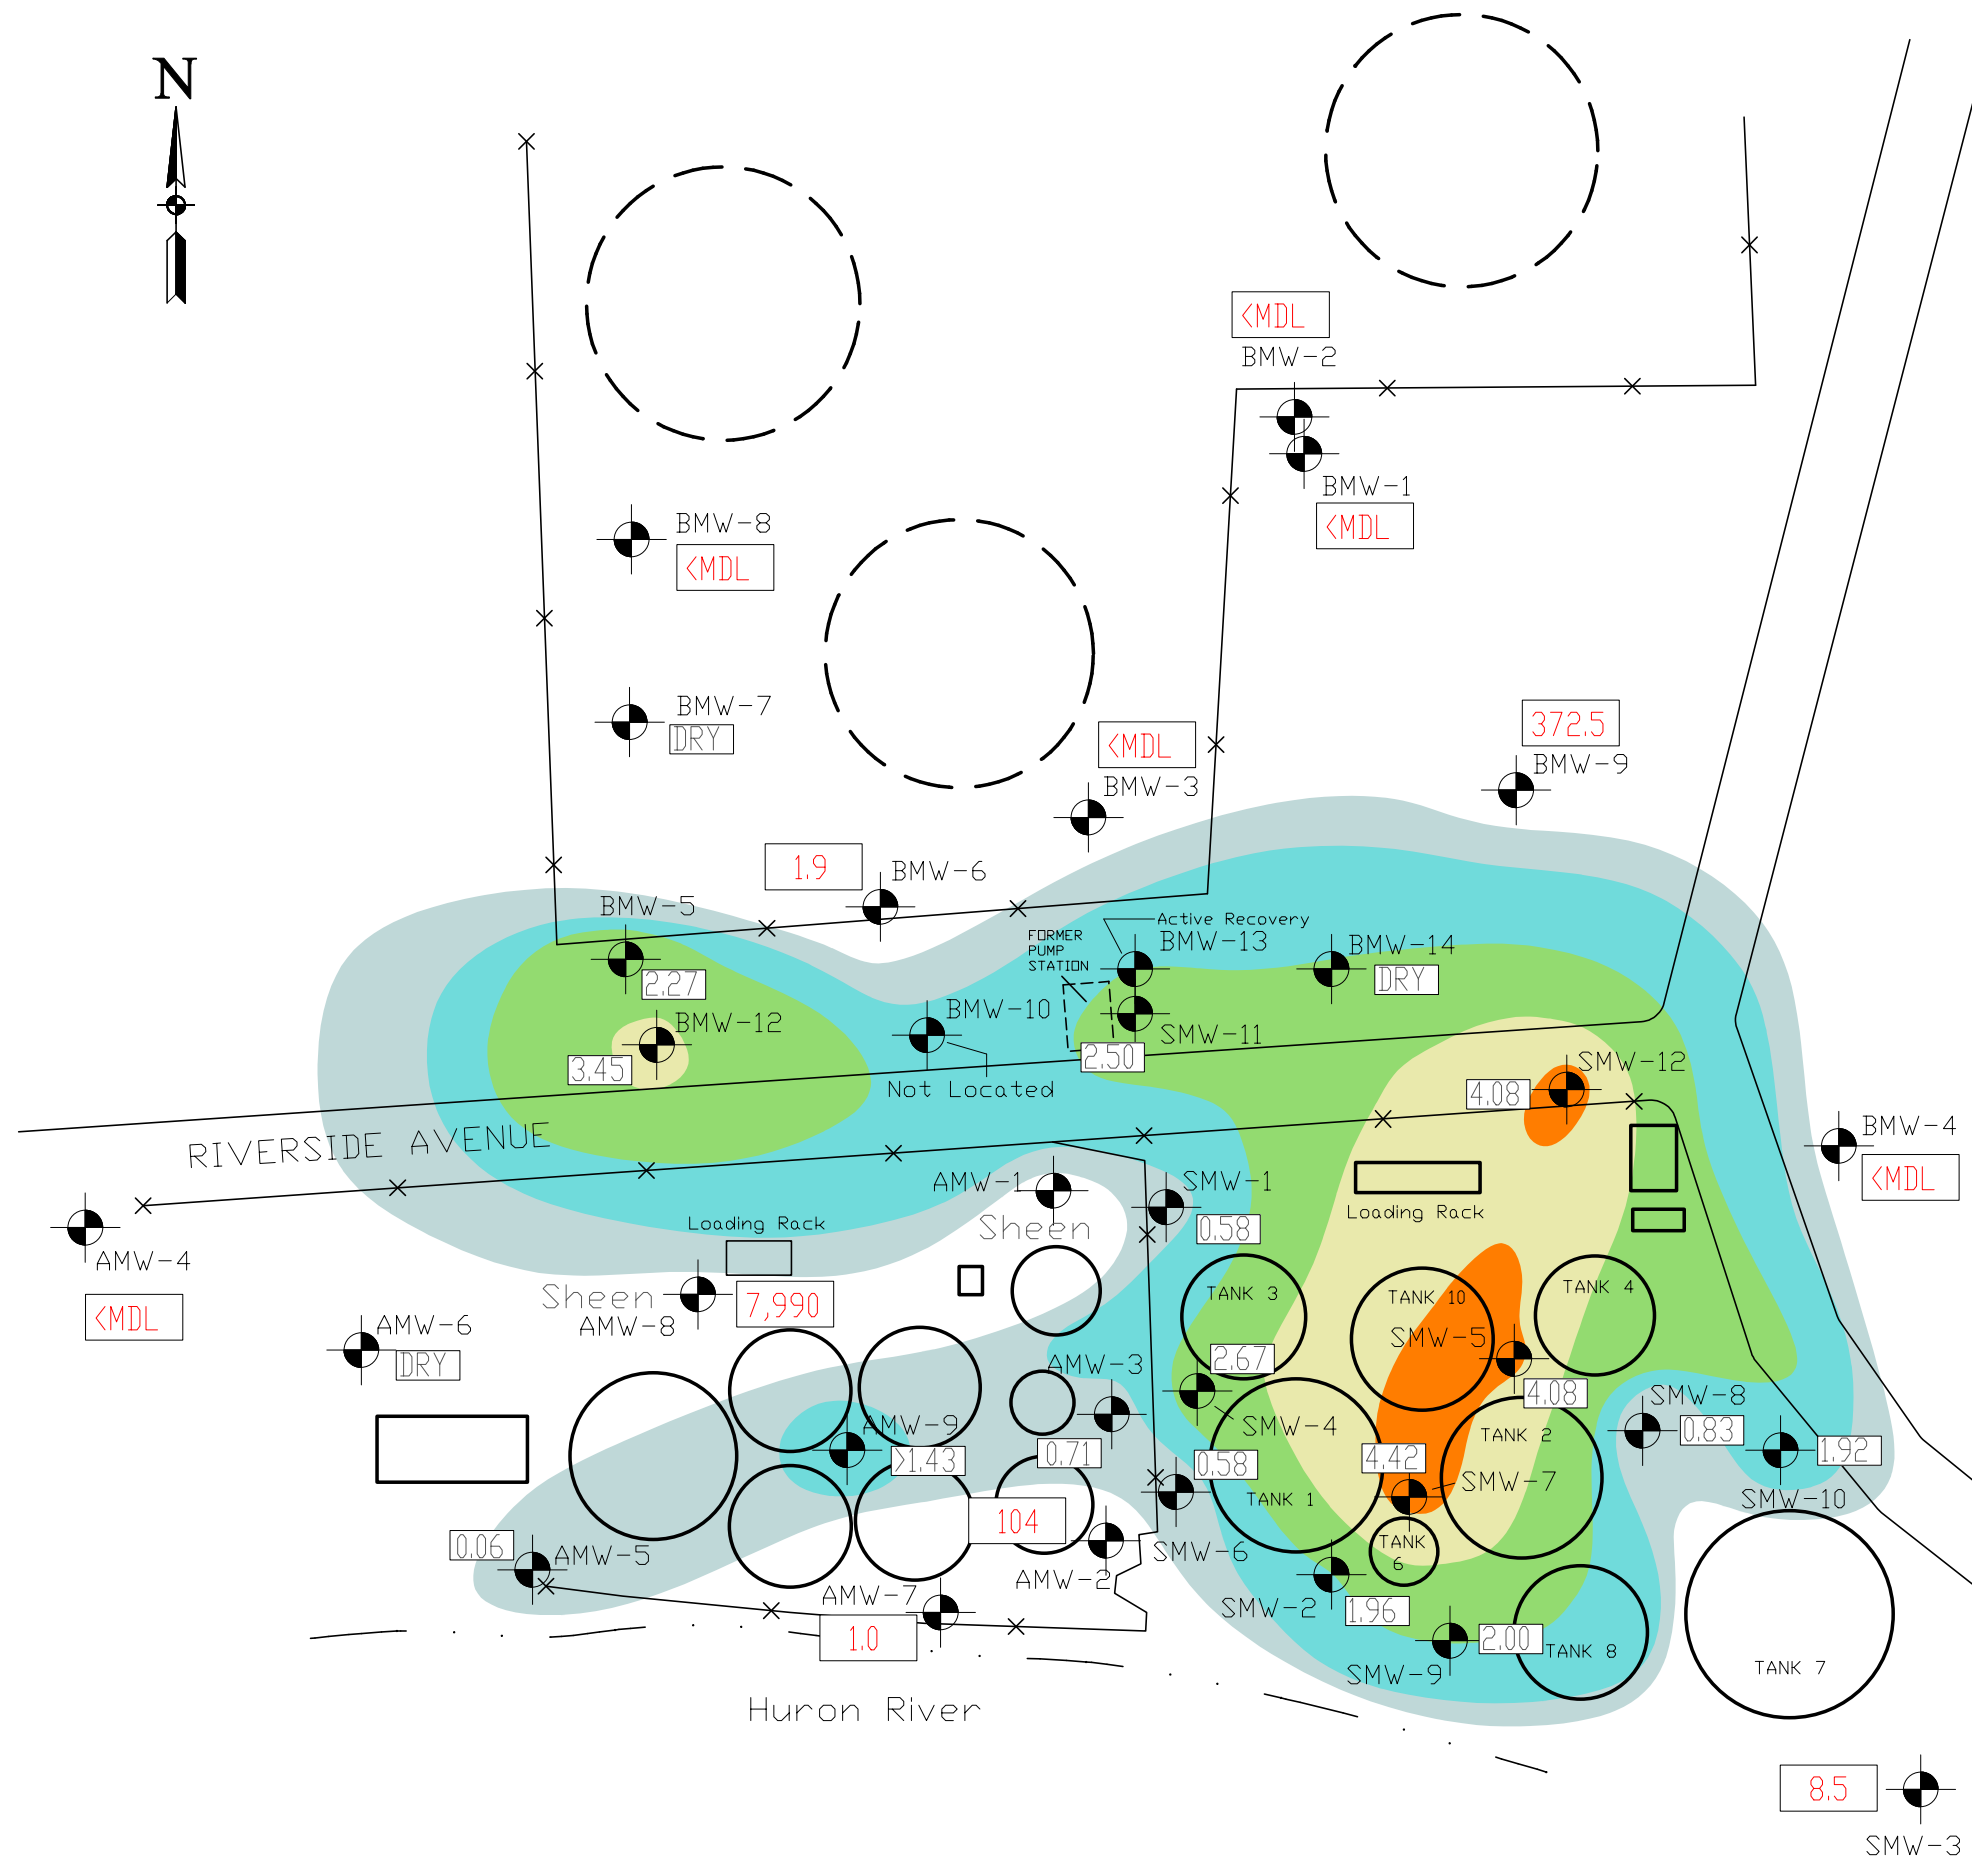 N
<MDL
BMW-2
BMW-1
<MDL
BMW-8
<MDL
BMW-7
DRY
372.5
BMW-9
<MDL
BMW-3
1.9
BMW-6
BMW-5
2.27
Active Recovery
FORMER
PUMP
STATION
BMW-13
BMW-14
DRY
BMW-10
BMW-12
3.45
SMW-11
2.50
Not Located
SMW-12
4.08
RIVERSIDE AVENUE
BMW-4
<MDL
AMW-1
Sheen
SMW-1
0.58
Loading Rack
Loading Rack
AMW-4
<MDL
Sheen
AMW-8
7,990
TANK 3
TANK 10
TANK 4
AMW-6
DRY
SMW-5
4.08
2.67
AMW-3
0.71
SMW-4
SMW-8
0.83
1.92
SMW-10
AMW-9
>1.43
0.58
4.42
TANK 2
SMW-7
TANK 1
104
SMW-6
TANK
6
0.06
AMW-5
AMW-2
AMW-7
1.0
SMW-2
1.96
2.00
SMW-9
TANK 8
TANK 7
Huron River
8.5
SMW-3